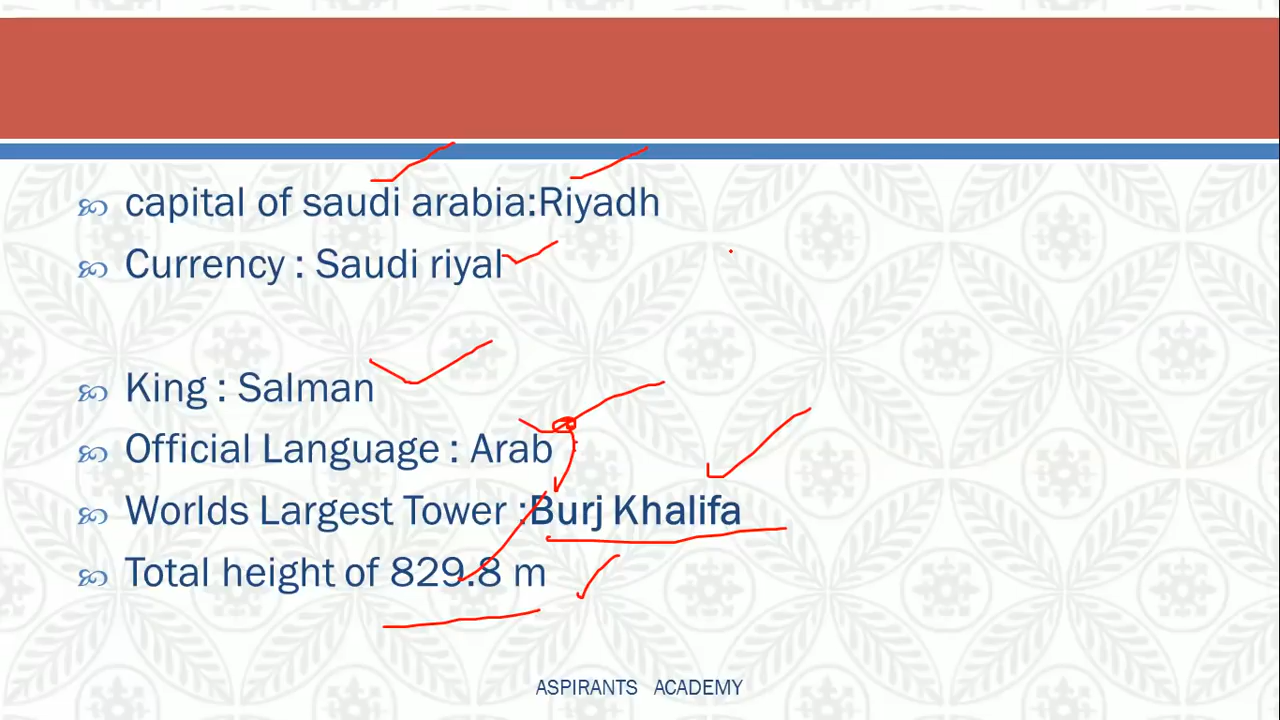 capital of saudi arabia:Riyadh
Currency : Saudi riyal
King : Salman
Official Language : Arab
Worlds Largest Tower :Burj Khalifa
Total height of 829.8 m
ASPIRANTS ACADEMY